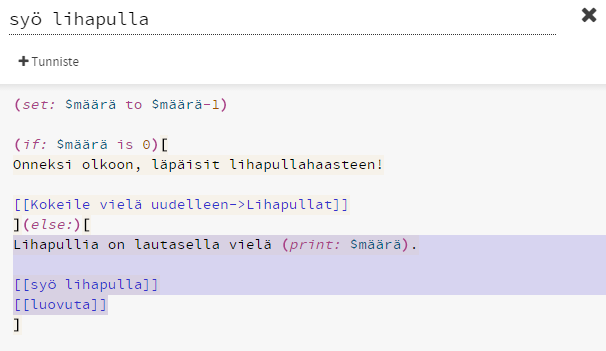 syö lihapulla
+ Tunniste
(set: $määrä to $määrä-1)
(if: $määrä is 0)[
Onneksi olkoon, läpäisit lihapullahaasteen!
[[Kokeile vielä uudelleen->Lihapullat]]
](else:)[
Lihapullia on lautasella vielä (print: $määrä).
[[syö lihapulla]]
[[luovuta]]
]